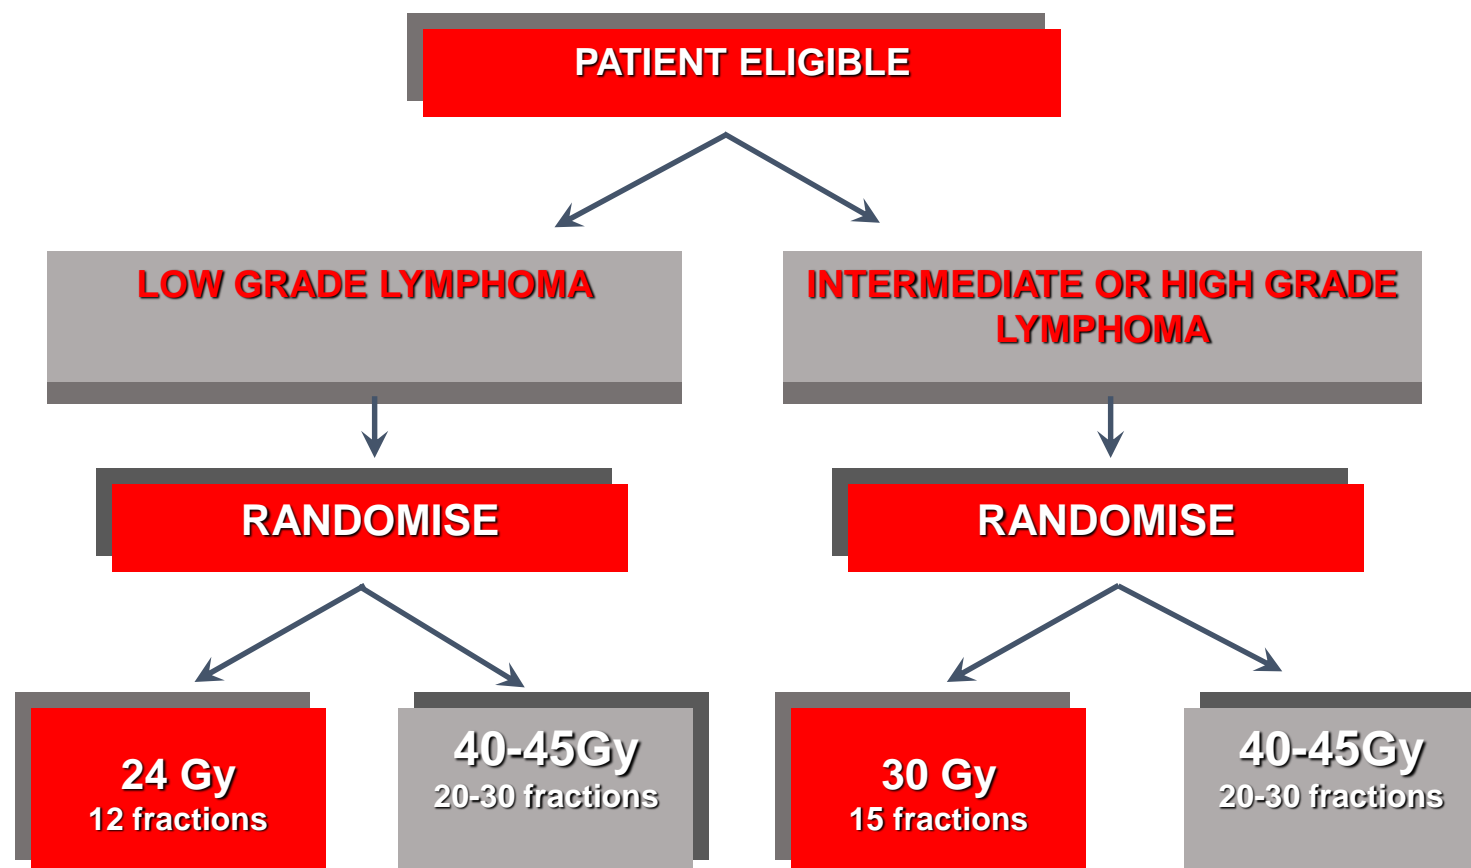 PATIENT ELIGIBLE
LOW GRADE LYMPHOMA
INTERMEDIATE OR HIGH GRADE
LYMPHOMA
RANDOMISE
RANDOMISE
24 Gy
12 fractions
40-45Gy
20-30 fractions
30 Gy
15 fractions
40-45Gy
20-30 fractions